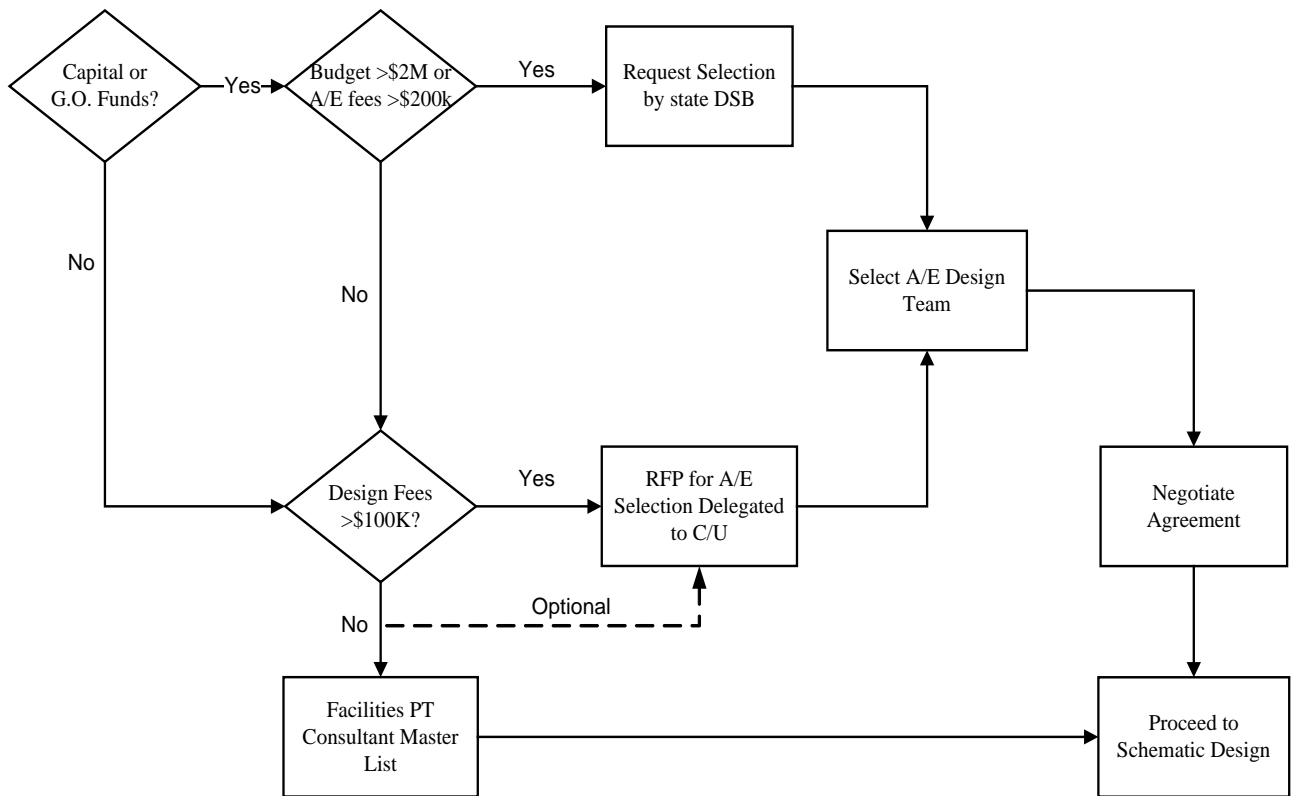 Capital or
G.O. Funds?
Yes
Budget >$2M or
A/E fees >$200k
Yes
Request Selection
by state DSB
No
No
Select A/E Design
Team
Design Fees
>$100K?
Yes
RFP for A/E
Selection Delegated
to C/U
Negotiate
Agreement
No
Optional
Facilities PT
Consultant Master
List
Proceed to
Schematic Design